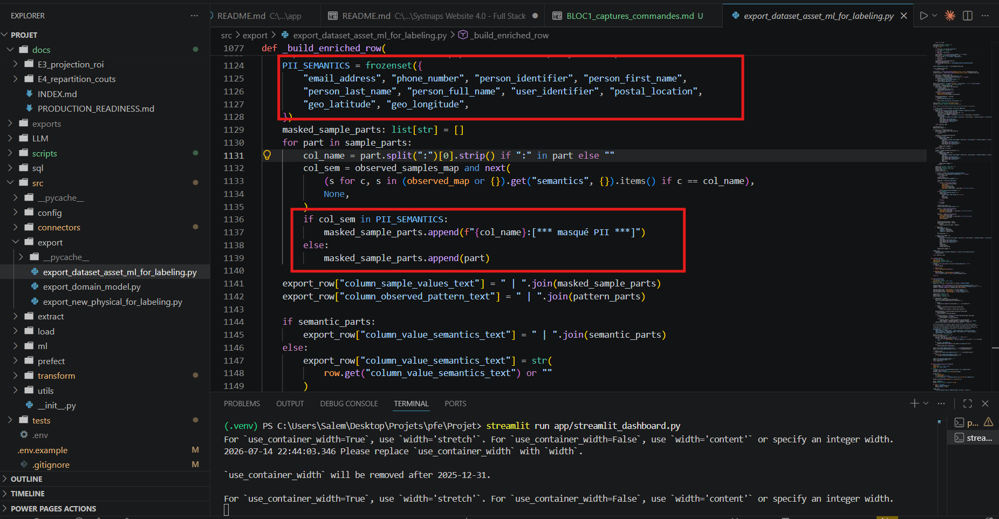 EXPLORER
PROJET
docs
E3_projection_roi
E4_repartition_couts
INDEX.md
PRODUCTION_READINESS.md
exports
LLM
scripts
sql
src
__pycache__
config
connectors
export
__pycache__
export_dataset_asset_ml_for_labeling.py
export_domain_model.py
export_new_physical_for_labeling.py
extract
load
ml
prefect
transform
utils
__init__.py
tests
.env
.env.example M
.gitignore M
OUTLINE
TIMELINE
POWER PAGES ACTIONS
README.md C:\...\app
README.md C:\...\Systnaps Website 4.0 - Full Stack
BLOC1_captures_commandes.md U
export_dataset_asset_ml_for_labeling.py
src > export > export_dataset_asset_ml_for_labeling.py > _build_enriched_row
1077 def _build_enriched_row(
1124 PII_SEMANTICS = frozenset({
1125 "email_address", "phone_number", "person_identifier", "person_first_name",
1126 "person_last_name", "person_full_name", "user_identifier", "postal_location",
1127 "geo_latitude", "geo_longitude",
1128 })
1129 masked_sample_parts: list[str] = []
1130 for part in sample_parts:
1131 col_name = part.split(":")[0].strip() if ":" in part else ""
1132 col_sem = observed_samples_map and next(
1133 (s for c, s in (observed_map or {}).get("semantics", {}).items() if c == col_name),
1134 None,
1135 )
1136 if col_sem in PII_SEMANTICS:
1137 masked_sample_parts.append(f"{col_name}:[*** masqué PII ***]")
1138 else:
1139 masked_sample_parts.append(part)
1140
1141 export_row["column_sample_values_text"] = " | ".join(masked_sample_parts)
1142 export_row["column_observed_pattern_text"] = " | ".join(pattern_parts)
1143
1144 if semantic_parts:
1145 export_row["column_value_semantics_text"] = " | ".join(semantic_parts)
1146 else:
1147 export_row["column_value_semantics_text"] = str(
1148 row.get("column_value_semantics_text") or ""
1149 )
PROBLEMS OUTPUT DEBUG CONSOLE TERMINAL PORTS
(.venv) PS C:\Users\Salem\Desktop\Projets\pfe\Projet> streamlit run app/streamlit_dashboard.py
For `use_container_width=True`, use `width='stretch'`. For `use_container_width=False`, use `width='content'` or specify an integer width.
2026-07-14 22:44:03.346 Please replace `use_container_width` with `width`.
`use_container_width` will be removed after 2025-12-31.
For `use_container_width=True`, use `width='stretch'`. For `use_container_width=False`, use `width='content'` or specify an integer width.
p...
strea...